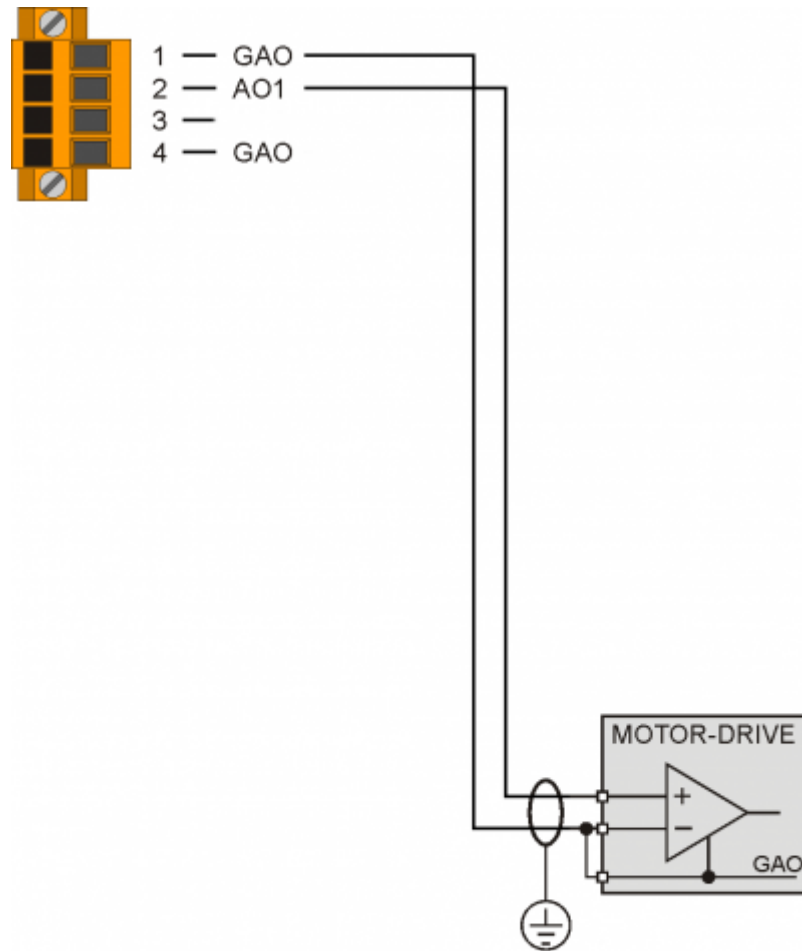 1 — GAO
2 — AO1
3 —
4 — GAO
MOTOR-DRIVE
+
−
GAO